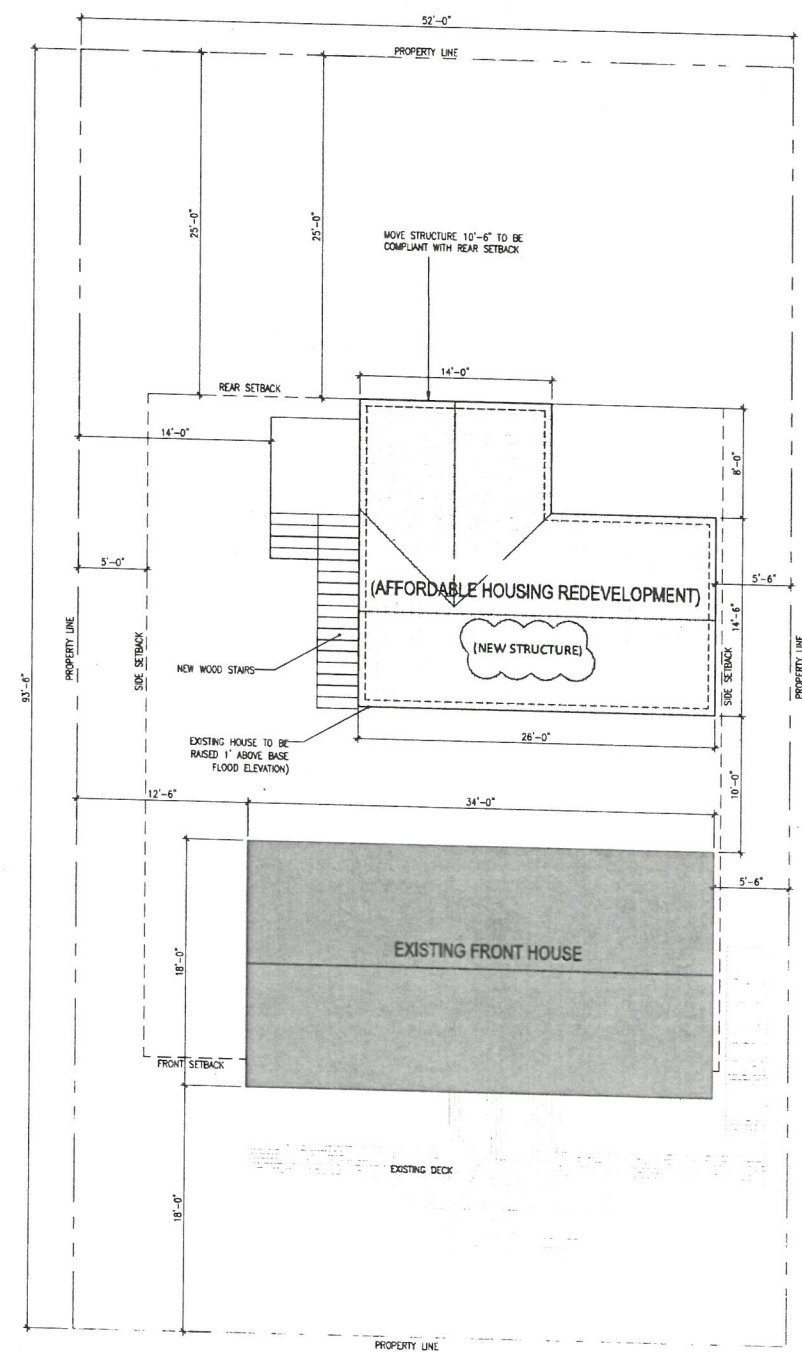 52'-0"
PROPERTY LINE
25'-0"
25'-0"
MOVE STRUCTURE 10'-6" TO BE
COMPLIANT WITH REAR SETBACK
14'-0"
REAR SETBACK
14'-0"
8'-0"
5'-0"
(AFFORDABLE HOUSING REDEVELOPMENT)
5'-6"
14'-6"
PROPERTY LINE
SIDE SETBACK
(NEW STRUCTURE)
SIDE SETBACK
PROPERTY LINE
NEW WOOD STAIRS
93'-6"
EXISTING HOUSE TO BE
RAISED 1' ABOVE BASE
FLOOD ELEVATION)
26'-0"
12'-6"
34'-0"
10'-0"
5'-6"
18'-0"
EXISTING FRONT HOUSE
FRONT SETBACK
EXISTING DECK
18'-0"
PROPERTY LINE